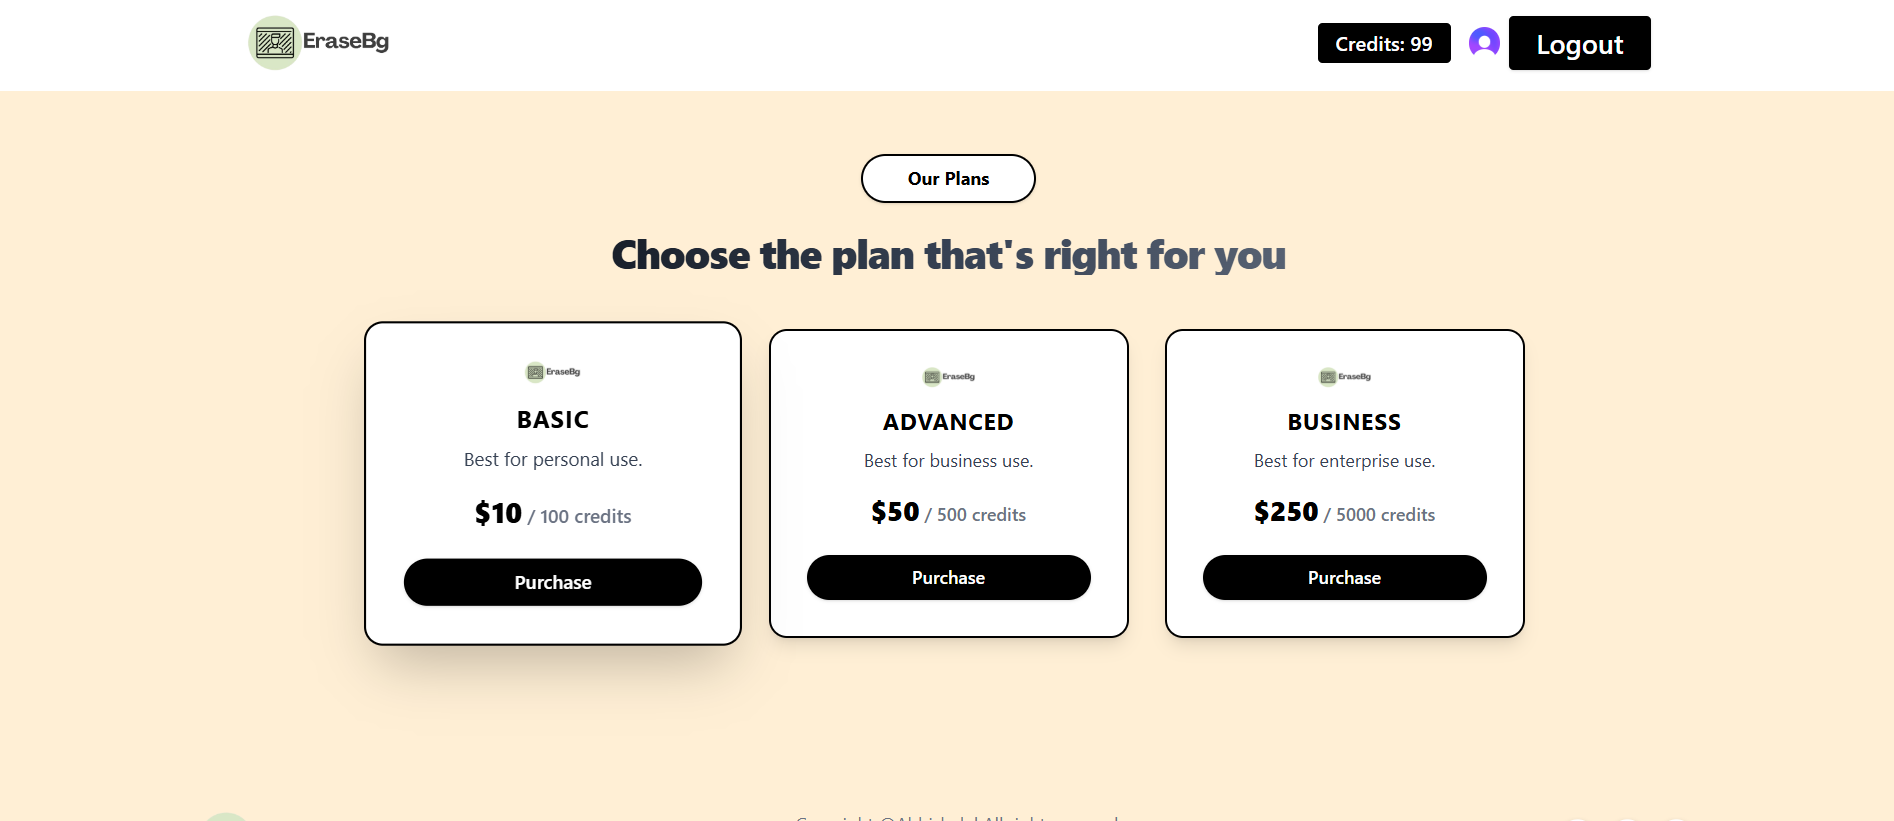 EraseBg
Credits: 99
Logout
Our Plans
Choose the plan that's right for you
EraseBg
BASIC
Best for personal use.
$10 / 100 credits
Purchase
EraseBg
ADVANCED
Best for business use.
$50 / 500 credits
Purchase
EraseBg
BUSINESS
Best for enterprise use.
$250 / 5000 credits
Purchase